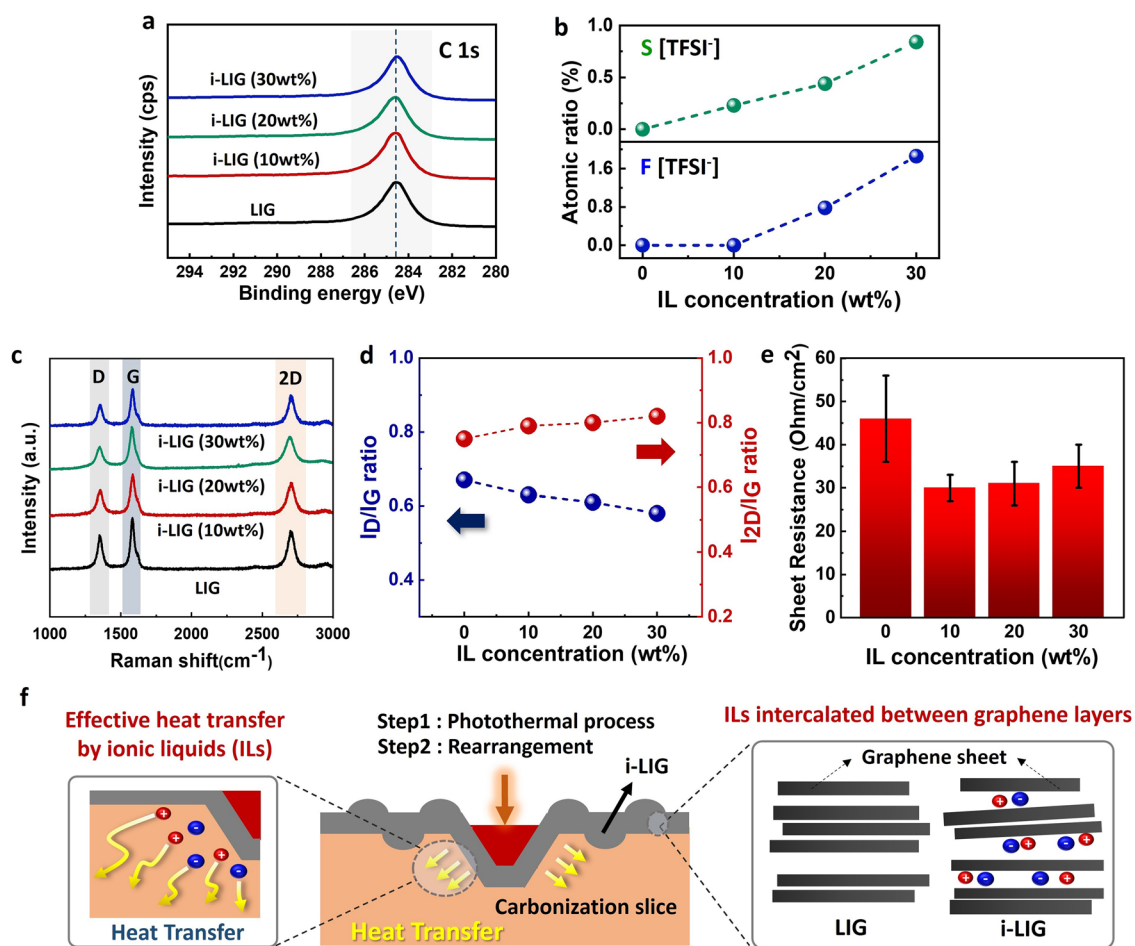 a
C 1s
i-LIG (30wt%)
i-LIG (20wt%)
i-LIG (10wt%)
LIG
Intensity (cps)
294 292 290 288 286 284 282 280
Binding energy (eV)
b
S [TFSI-]
F [TFSI-]
Atomic ratio (%)
1.0
0.5
0.0
1.6
0.8
0.0
0 10 20 30
IL concentration (wt%)
c
D G 2D
i-LIG (30wt%)
i-LIG (20wt%)
i-LIG (10wt%)
LIG
Intensity (a.u.)
1000 1500 2000 2500 3000
Raman shift(cm-1)
d
ID/IG ratio
1.0
0.8
0.6
0.4
I2D/IG ratio
1.0
0.8
0.6
0.4
0.2
0 10 20 30
IL concentration (wt%)
e
Sheet Resistance (Ohm/cm2)
60
50
40
30
20
10
0
0 10 20 30
IL concentration (wt%)
f
Effective heat transfer
by ionic liquids (ILs)
Heat Transfer
Step1 : Photothermal process
Step2 : Rearrangement
i-LIG
Carbonization slice
Heat Transfer
ILs intercalated between graphene layers
Graphene sheet
LIG
i-LIG